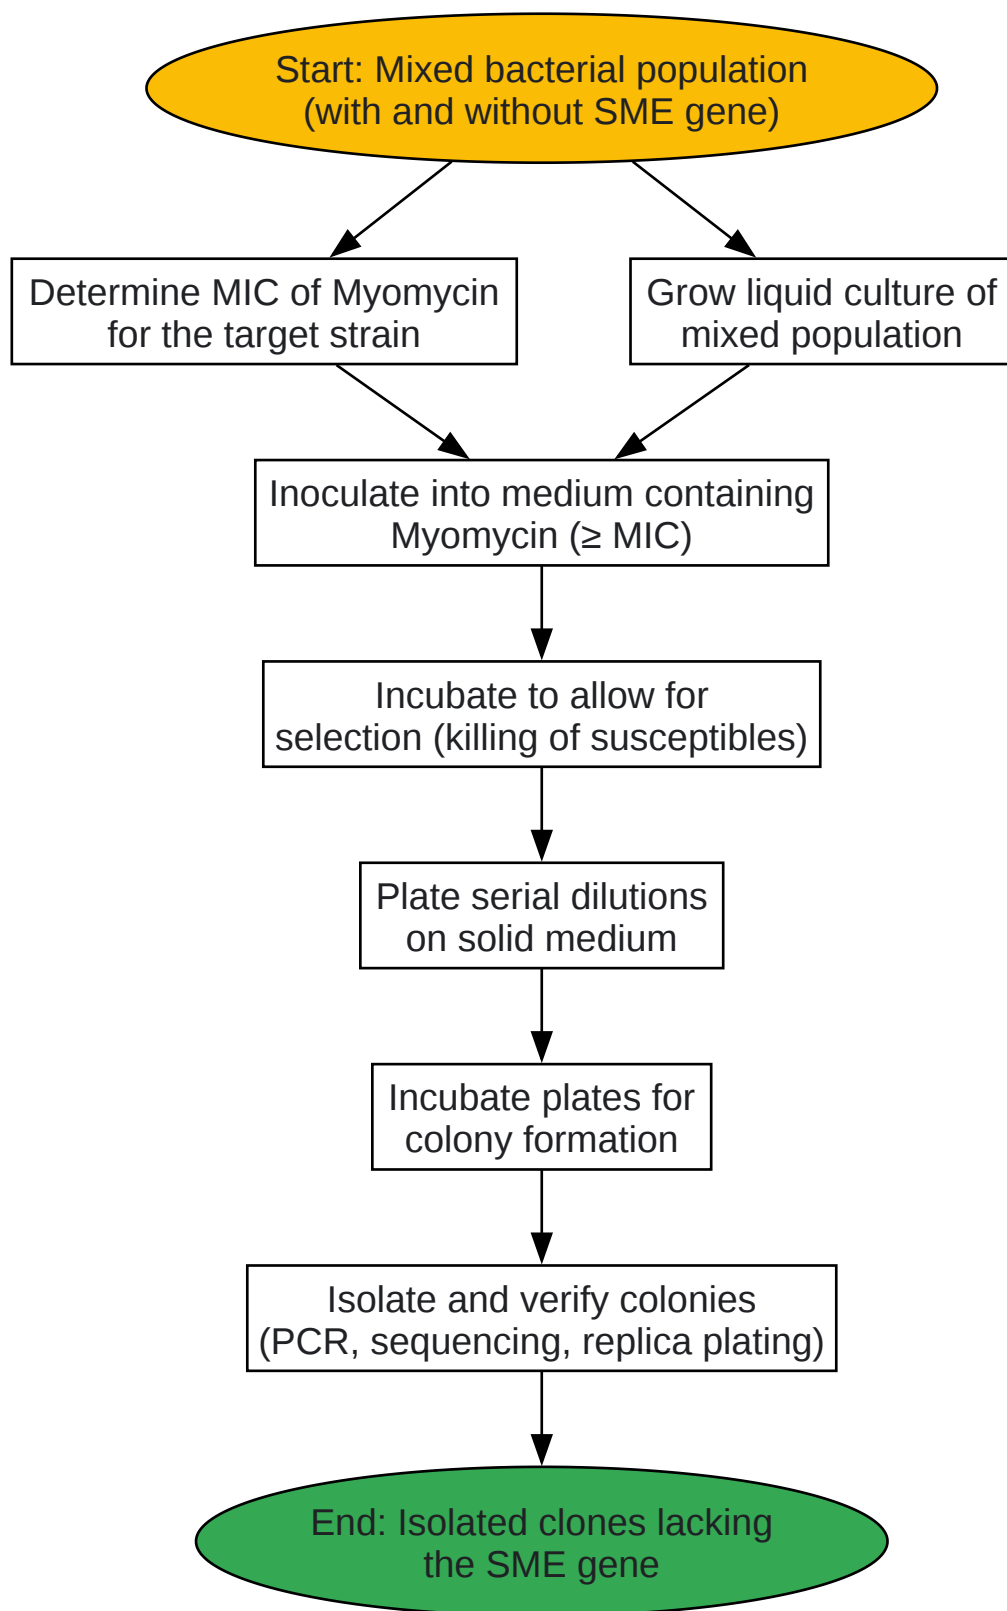 Start: Mixed bacterial population
(with and without SME gene)
Determine MIC of Myomycin
for the target strain
Grow liquid culture of
mixed population
Inoculate into medium containing
Myomycin (≥ MIC)
Incubate to allow for
selection (killing of susceptibles)
Plate serial dilutions
on solid medium
Incubate plates for
colony formation
Isolate and verify colonies
(PCR, sequencing, replica plating)
End: Isolated clones lacking
the SME gene